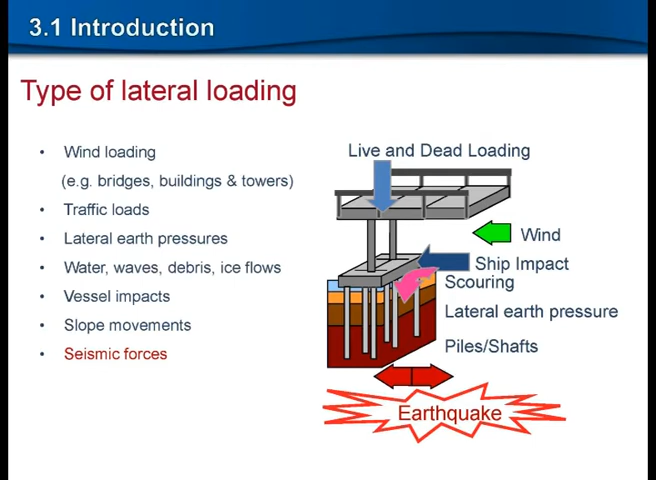 3.1 Introduction
Type of lateral loading
• Wind loading
(e.g. bridges, buildings & towers)
• Traffic loads
• Lateral earth pressures
• Water, waves, debris, ice flows
• Vessel impacts
• Slope movements
• Seismic forces
Live and Dead Loading
Wind
Ship Impact
Scouring
Lateral earth pressure
Piles/Shafts
Earthquake